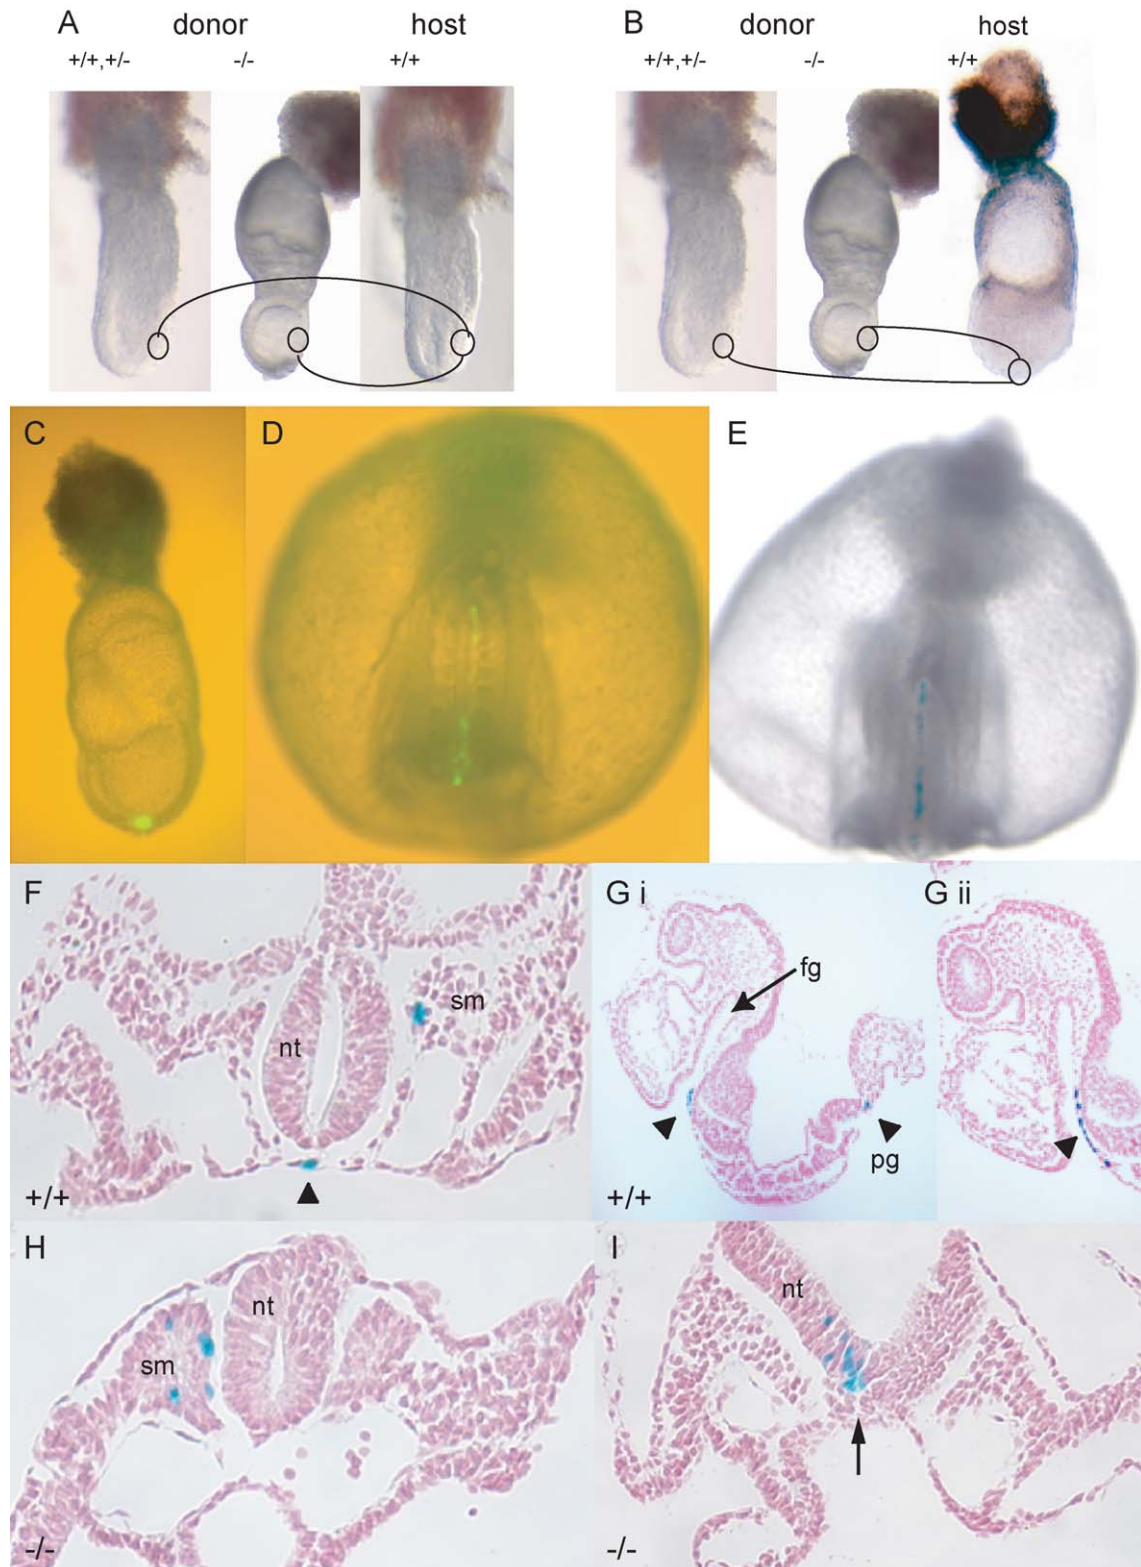 A donor host
+/+,+/- -/- +/+
B donor host
+/+,+/- -/- +/+
C
D
E
F
sm
nt
+/+
G i
fg
pg
+/+
G ii
H
nt
sm
-/-
I
nt
-/-